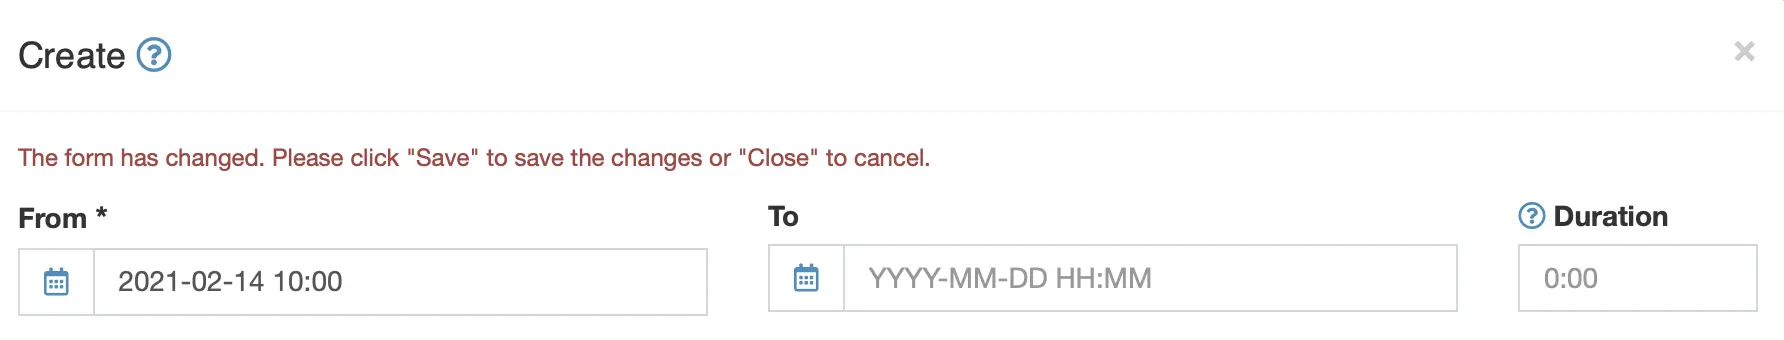 Create
The form has changed. Please click "Save" to save the changes or "Close" to cancel.
From *
To
Duration
2021-02-14 10:00
YYYY-MM-DD HH:MM
0:00